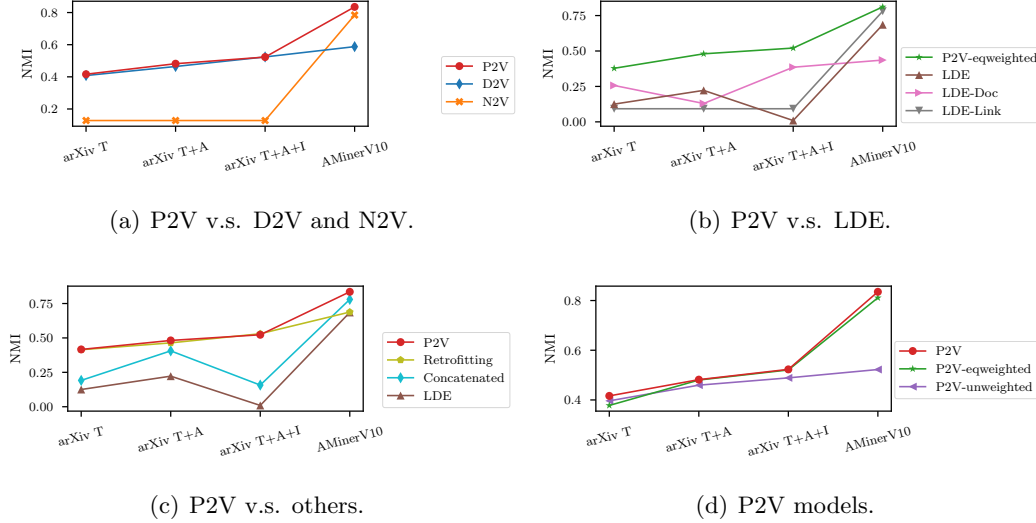 0.8
0.6
0.4
0.2
NMI
arXiv T
arXiv T+A
arXiv T+A+I
AMinerV10
P2V
D2V
N2V
(a) P2V v.s. D2V and N2V.
0.75
0.50
0.25
0.00
NMI
arXiv T
arXiv T+A
arXiv T+A+I
AMinerV10
P2V-eqweighted
LDE
LDE-Doc
LDE-Link
(b) P2V v.s. LDE.
0.75
0.50
0.25
0.00
NMI
arXiv T
arXiv T+A
arXiv T+A+I
AMinerV10
P2V
Retrofitting
Concatenated
LDE
(c) P2V v.s. others.
0.8
0.6
0.4
NMI
arXiv T
arXiv T+A
arXiv T+A+I
AMinerV10
P2V
P2V-eqweighted
P2V-unweighted
(d) P2V models.